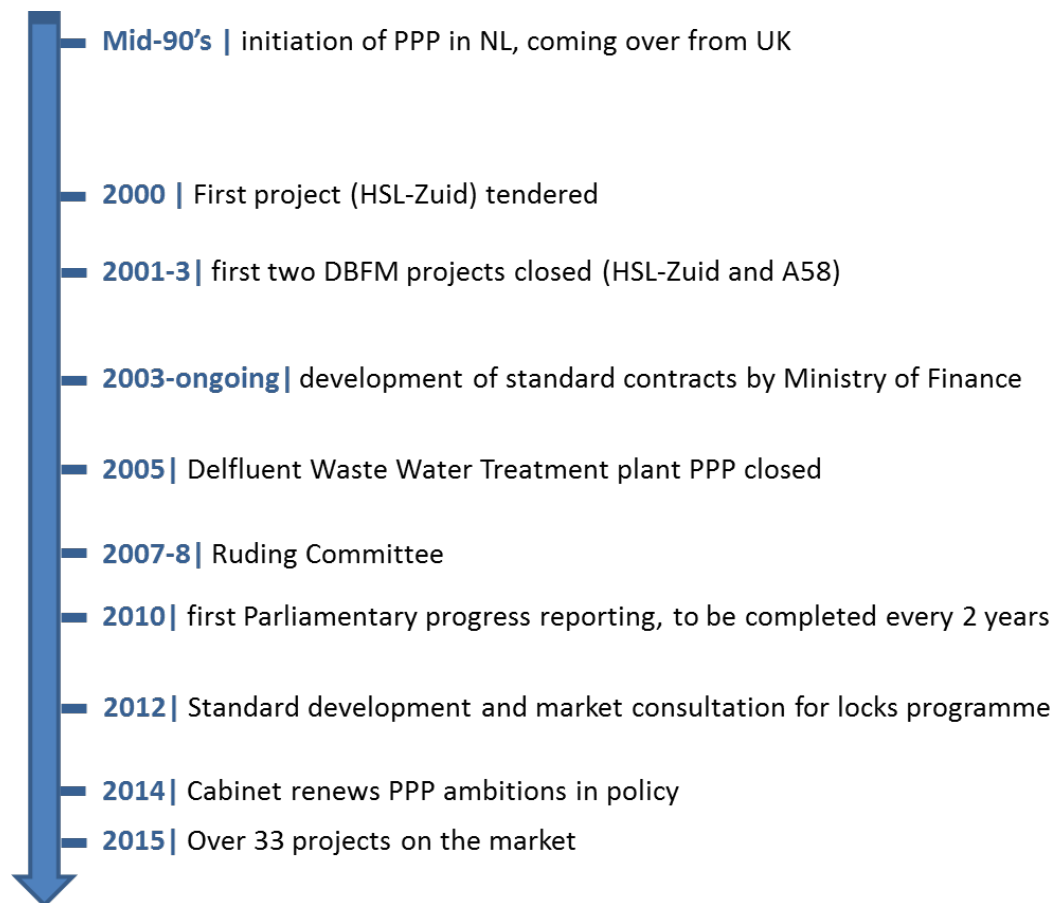 Mid-90’s | initiation of PPP in NL, coming over from UK
2000 | First project (HSL-Zuid) tendered
2001-3| first two DBFM projects closed (HSL-Zuid and A58)
2003-ongoing| development of standard contracts by Ministry of Finance
2005| Delfluent Waste Water Treatment plant PPP closed
2007-8| Ruding Committee
2010| first Parliamentary progress reporting, to be completed every 2 years
2012| Standard development and market consultation for locks programme
2014| Cabinet renews PPP ambitions in policy
2015| Over 33 projects on the market